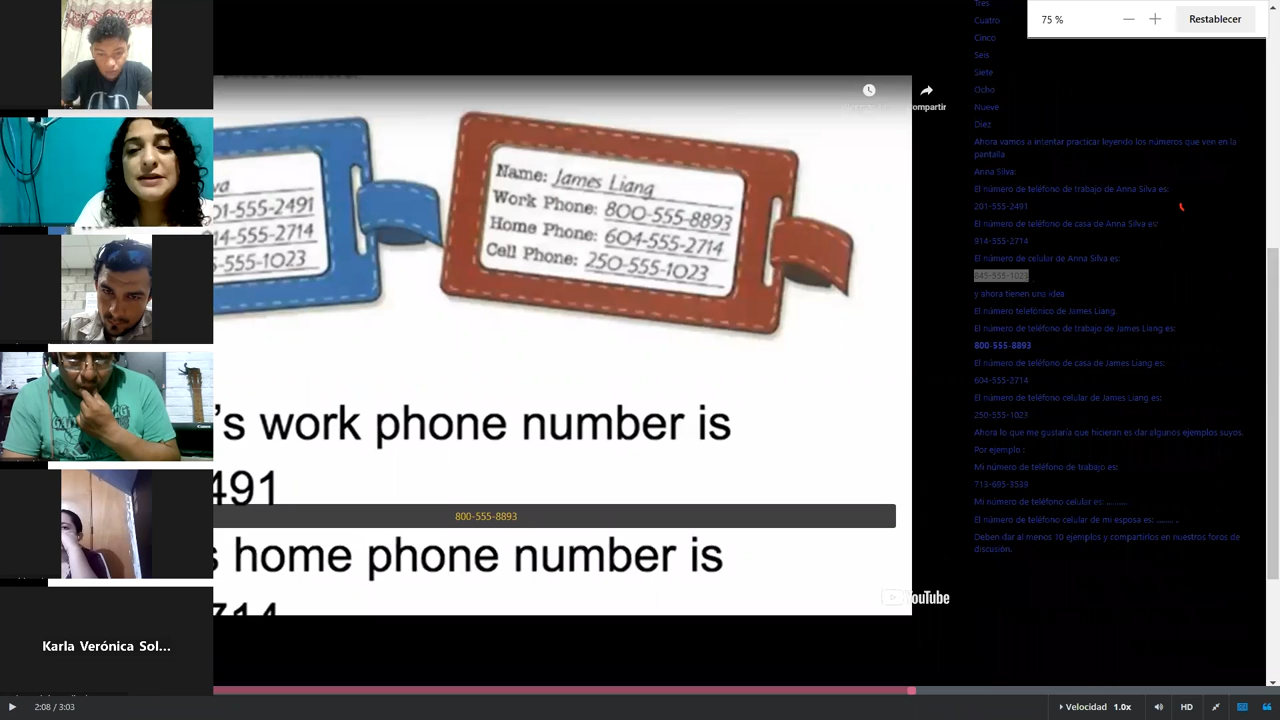 Tres
75 %
Restablecer
Cuatro
Cinco
Seis
Siete
Ocho
Nueve
Diez
Ahora vamos a intentar practicar leyendo los números que ven en la
pantalla
Anna Silva:
El número de teléfono de trabajo de Anna Silva es:
201-555-2491
El número de teléfono de casa de Anna Silva es:
914-555-2714
El número de celular de Anna Silva es:
845-555-1023
y ahora tienen una idea
El número telefónico de James Liang.
El número de teléfono de trabajo de James Liang es:
800-555-8893
El número de teléfono de casa de James Liang es:
604-555-2714
El número de teléfono celular de James Liang es:
250-555-1023
Ahora lo que me gustaría que hicieran es dar algunos ejemplos suyos.
Por ejemplo :
Mi número de teléfono de trabajo es:
713-695-3539
Mi número de teléfono celular es: ........
El número de teléfono celular de mi esposa es: ........ ..
Deben dar al menos 10 ejemplos y compartirlos en nuestros foros de
discusión.
ompartir
va
01-555-2491
14-555-2714
-555-1023
Name: James Liang
Work Phone: 800-555-8893
Home Phone: 604-555-2714
Cell Phone: 250-555-1023
's work phone number is
491
800-555-8893
s home phone number is
714
YouTube
Karla Verónica Sol...
2:08 / 3:03
Velocidad 1.0x
HD